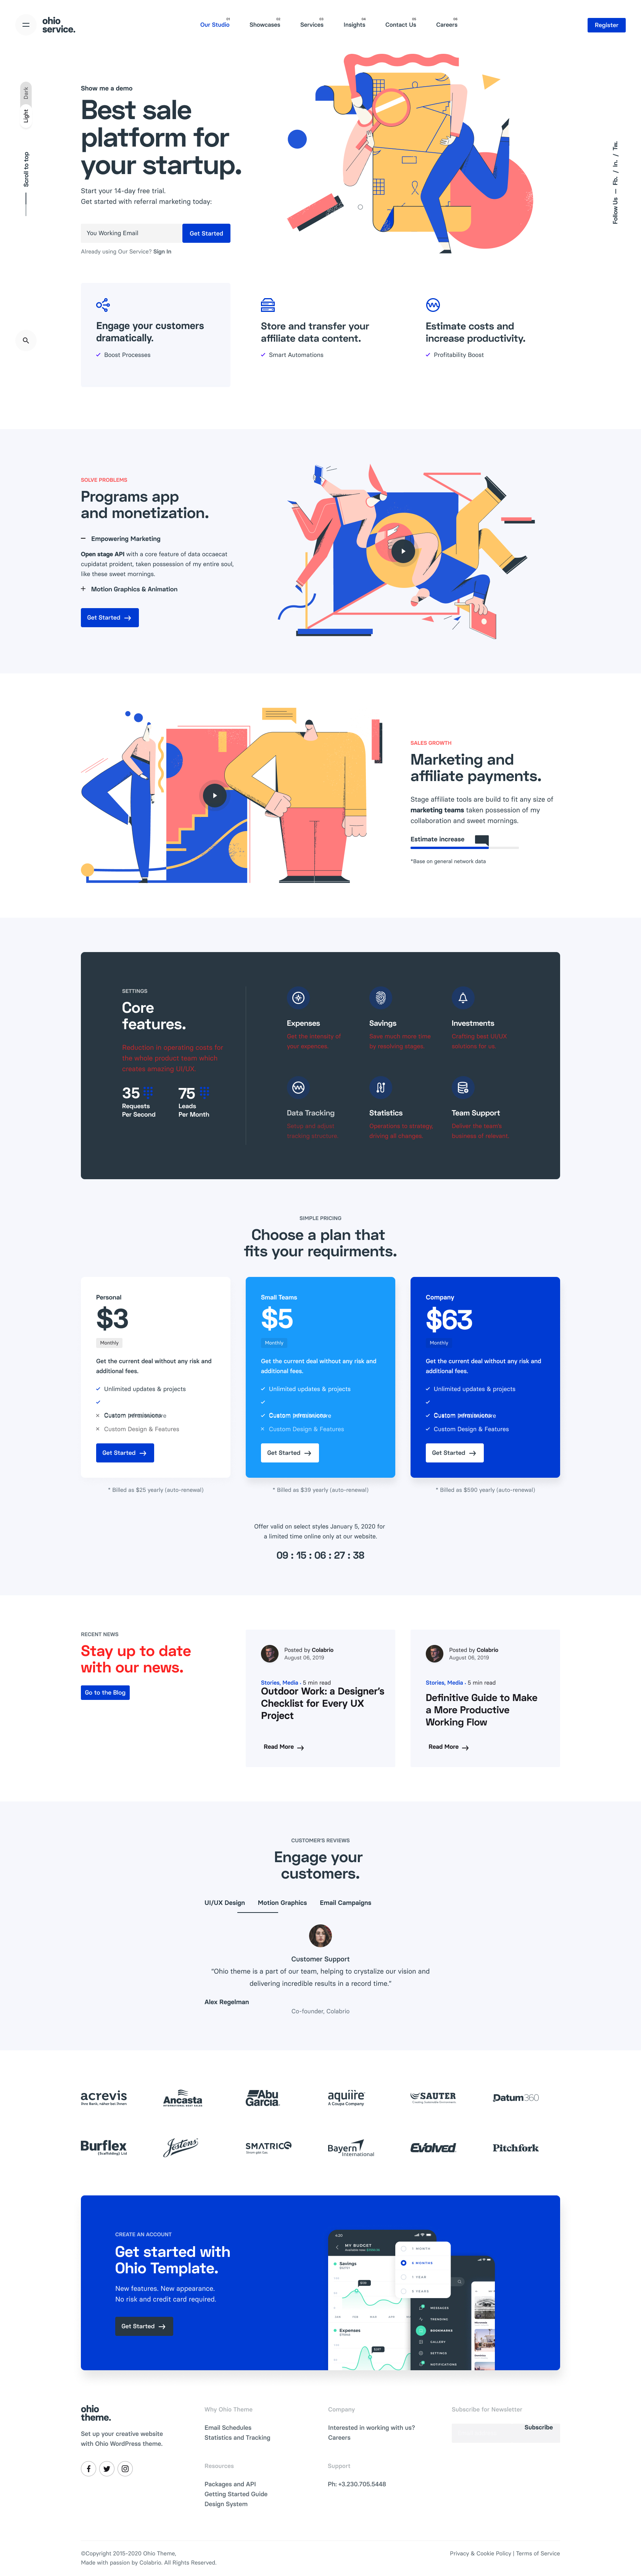 ohio
service.
Our Studio
01
Showcases
02
Services
03
Insights
04
Contact Us
05
Careers
06
Register
Light
Dark
Scroll to top
Follow Us — Fb. / In. / Tw.
Show me a demo
Best sale
platform for
your startup.
Start your 14-day free trial.
Get started with referral marketing today:
You Working Email
Get Started
Already using Our Service? Sign In
Engage your customers
dramatically.
Boost Processes
Store and transfer your
affiliate data content.
Smart Automations
Estimate costs and
increase productivity.
Profitability Boost
SOLVE PROBLEMS
Programs app
and monetization.
Empowering Marketing
Open stage API with a core feature of data occaecat
cupidatat proident, taken possession of my entire soul,
like these sweet mornings.
Motion Graphics & Animation
Get Started
SALES GROWTH
Marketing and
affiliate payments.
Stage affiliate tools are build to fit any size of
marketing teams taken possession of my
collaboration and sweet mornings.
Estimate increase
*Base on general network data
SETTINGS
Core
features.
Reduction in operating costs for
the whole product team which
creates amazing UI/UX.
35
Requests
Per Second
75
Leads
Per Month
Expenses
Get the intensity of
your expenses.
Savings
Save much more time
by resolving stages.
Investments
Crafting next UI/UX
solutions for us.
Data Tracking
Setup and adjust
Statistics
Operations to strategy
driving all changes.
Team Support
Deliver the team's
business of relevant
SIMPLE PRICING
Choose a plan that
fits your requirments.
Personal
$3
Monthly
Get the current deal without any risk and
additional fees.
Unlimited updates & projects
Custom Permissions
Custom Design & Features
Get Started
* Billed as $25 yearly (auto-renewal)
Small Teams
$5
Monthly
Get the current deal without any risk and
additional fees.
Unlimited updates & projects
Custom Permissions
Custom Design & Features
Get Started
* Billed as $39 yearly (auto-renewal)
Company
$63
Monthly
Get the current deal without any risk and
additional fees.
Unlimited updates & projects
Custom Permissions
Custom Design & Features
Get Started
* Billed as $590 yearly (auto-renewal)
Offer valid on select styles January 5, 2020 for
a limited time online only at our website.
09 : 15 : 06 : 27 : 38
RECENT NEWS
Stay up to date
with our news.
Go to the Blog
Posted by Colabrio
August 06, 2019
Stories, Media • 5 min read
Outdoor Work: a Designer's
Checklist for Every UX
Project
Read More
Posted by Colabrio
August 06, 2019
Stories, Media • 5 min read
Definitive Guide to Make
a More Productive
Working Flow
Read More
CUSTOMER'S REVIEWS
Engage your
customers.
UI/UX Design
Motion Graphics
Email Campaigns
Customer Support
“Ohio theme is a part of our team, helping to crystalize our vision and
delivering incredible results in a record time.”
Alex Regelman
Co-founder, Colabrio
acrevis
Ihre Bank, näher bei Ihnen
Ancasta
INTERNATIONAL BOAT SALES
Abu
Garcia
aquiire
A Coupa Company
SAUTER
Datum360
Burflex
(Scaffolding) Ltd
Jostens
SMATRICS
Bayern
International
Evolved
Pitchfork
CREATE AN ACCOUNT
Get started with
Ohio Template.
New features. New appearance.
No risk and credit card required.
Get Started
MY BUDGET
Savings
Expenses
1 MONTH
6 MONTHS
1 YEAR
2 YEARS
MESSAGES
TRENDING
BOOKMARKS
GALLERY
SETTINGS
NOTIFICATIONS
ohio
theme.
Set up your creative website
with Ohio WordPress theme.
Why Ohio Theme
Email Schedules
Statistics and Tracking
Resources
Packages and API
Getting Started Guide
Design System
Company
Interested in working with us?
Careers
Support
Ph: +3.230.705.5448
Subscribe for Newsletter
Subscribe
©Copyright 2015-2020 Ohio Theme,
Made with passion by Colabrio. All Rights Reserved.
Privacy & Cookie Policy | Terms of Service